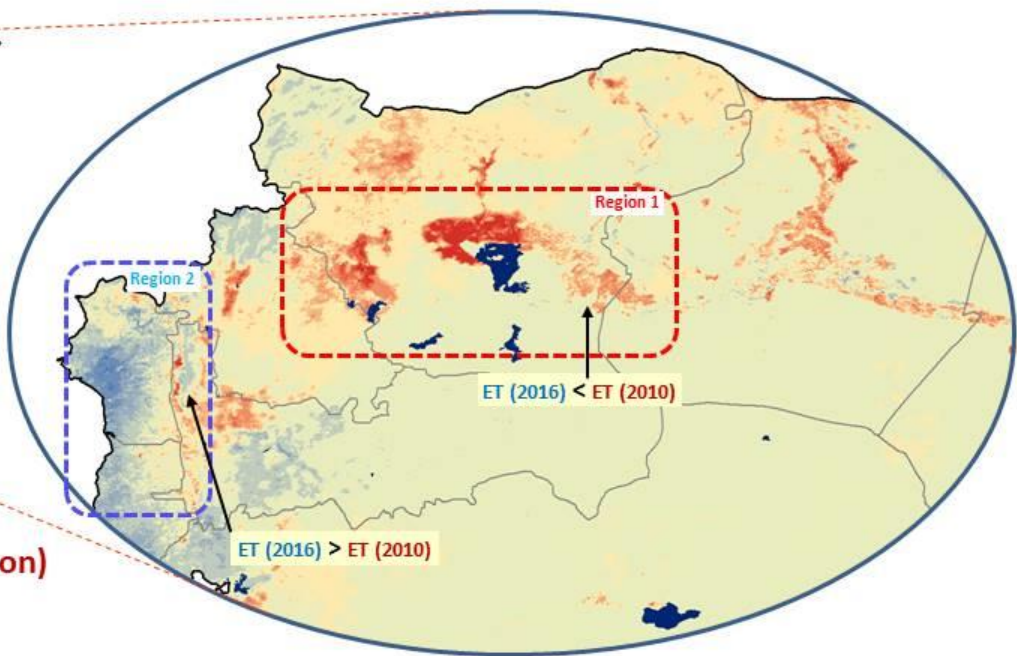 Region 1
Region 2
ET (2016) < ET (2010)
ET (2016) > ET (2010)
on)